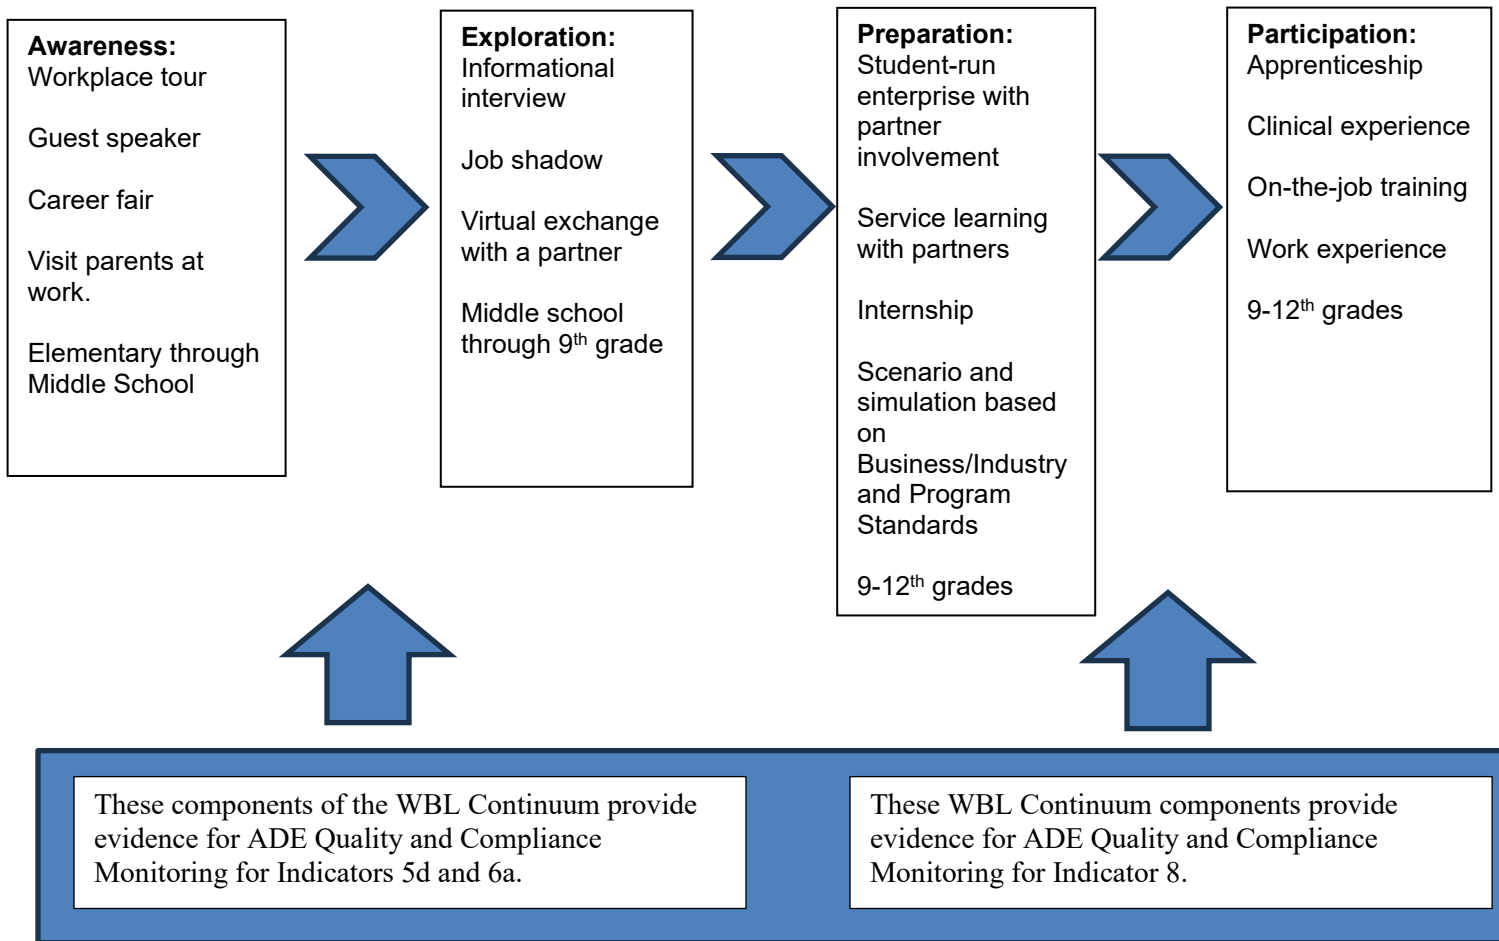 Awareness:
Workplace tour
Guest speaker
Career fair
Visit parents at
work.
Elementary through
Middle School
Exploration:
Informational
interview
Job shadow
Virtual exchange
with a partner
Middle school
through 9th grade
Preparation:
Student-run
enterprise with
partner
involvement
Service learning
with partners
Internship
Scenario and
simulation based
on
Business/Industry
and Program
Standards
9-12th grades
Participation:
Apprenticeship
Clinical experience
On-the-job training
Work experience
9-12th grades
These components of the WBL Continuum provide
evidence for ADE Quality and Compliance
Monitoring for Indicators 5d and 6a.
These WBL Continuum components provide
evidence for ADE Quality and Compliance
Monitoring for Indicator 8.